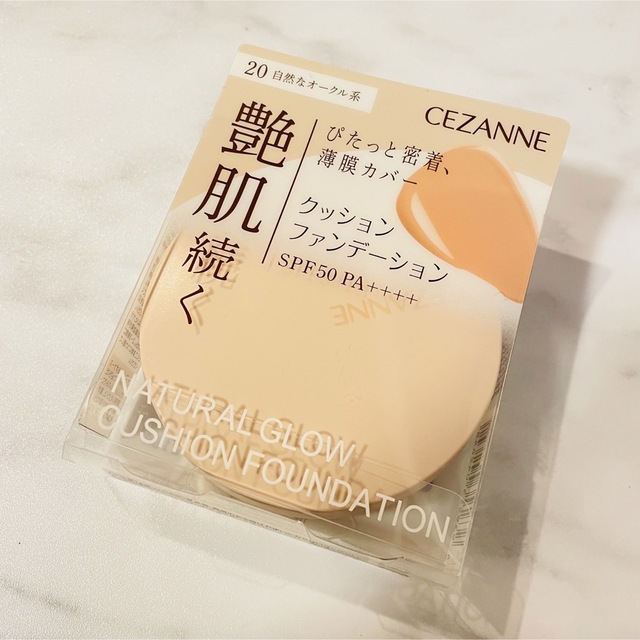 20 自然なオークル系
CEZANNE
艶肌続く
ぴたっと密着、
薄膜カバー
クッション
ファンデーション
SPF50 PA++++
NATURAL GLOW
CUSHION FOUNDATION